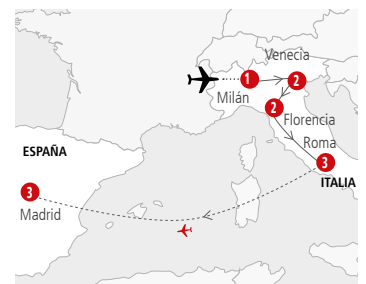 Venecia
1
2
Milán
2
Florencia
Roma
ESPAÑA
3
ITALIA
3
Madrid